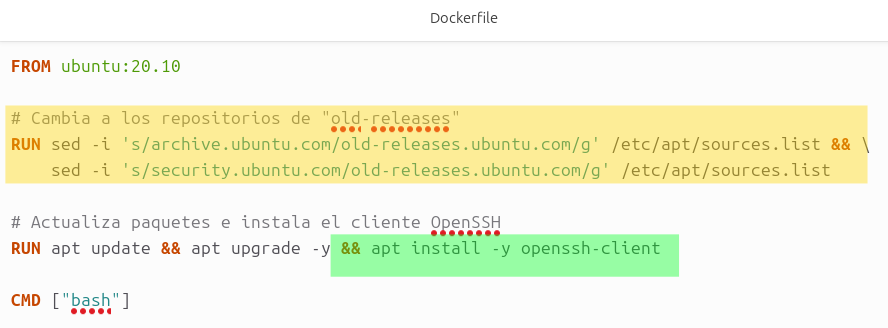 Dockerfile
FROM ubuntu:20.10
# Cambia a los repositorios de "old-releases"
RUN sed -i 's/archive.ubuntu.com/old-releases.ubuntu.com/g' /etc/apt/sources.list && \
sed -i 's/security.ubuntu.com/old-releases.ubuntu.com/g' /etc/apt/sources.list
# Actualiza paquetes e instala el cliente OpenSSH
RUN apt update && apt upgrade -y && apt install -y openssh-client
CMD ["bash"]